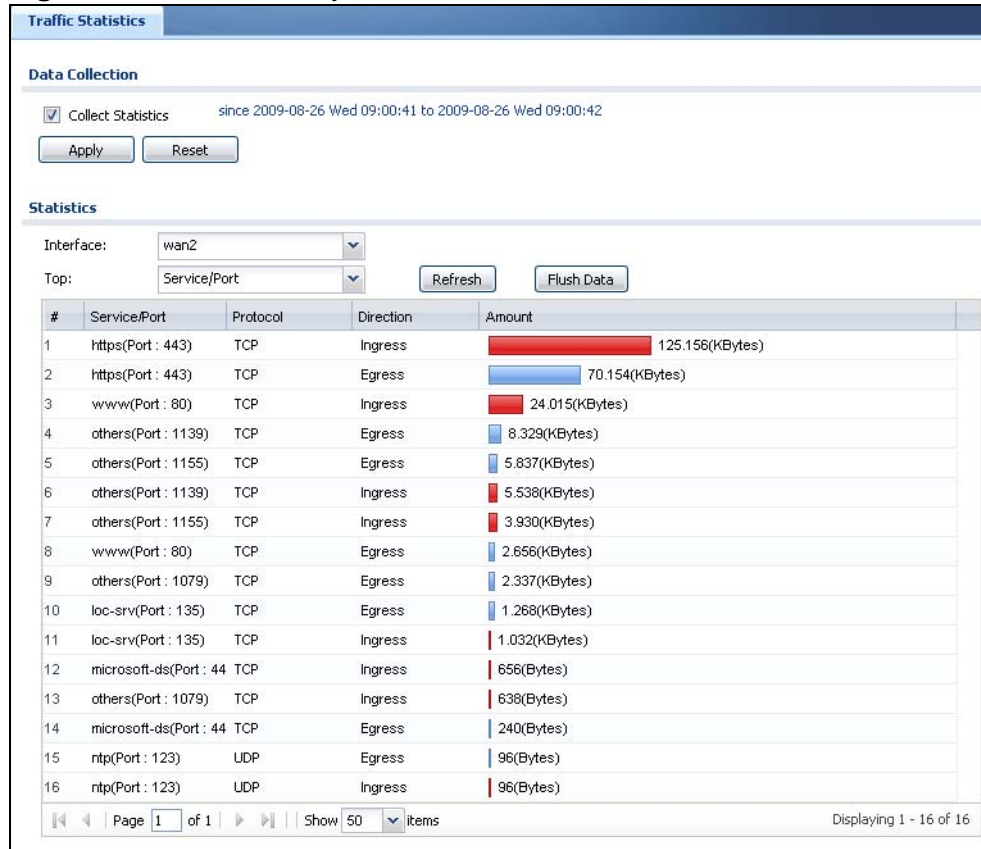 Traffic Statistics
Data Collection
Collect Statistics since 2009-08-26 Wed 09:00:41 to 2009-08-26 Wed 09:00:42
Apply Reset
Statistics
Interface: wan2
Top: Service/Port Refresh Flush Data
# Service/Port Protocol Direction Amount
1 https(Port : 443) TCP Ingress 125.156(KBytes)
2 https(Port : 443) TCP Egress 70.154(KBytes)
3 www(Port : 80) TCP Ingress 24.015(KBytes)
4 others(Port : 1139) TCP Egress 8.329(KBytes)
5 others(Port : 1155) TCP Egress 5.837(KBytes)
6 others(Port : 1139) TCP Ingress 5.538(KBytes)
7 others(Port : 1155) TCP Ingress 3.930(KBytes)
8 www(Port : 80) TCP Egress 2.656(KBytes)
9 others(Port : 1079) TCP Egress 2.337(KBytes)
10 loc-srv(Port : 135) TCP Egress 1.268(KBytes)
11 loc-srv(Port : 135) TCP Ingress 1.032(KBytes)
12 microsoft-ds(Port : 44 TCP Ingress 656(Bytes)
13 others(Port : 1079) TCP Ingress 638(Bytes)
14 microsoft-ds(Port : 44 TCP Egress 240(Bytes)
15 ntp(Port : 123) UDP Egress 96(Bytes)
16 ntp(Port : 123) UDP Ingress 96(Bytes)
Page 1 of 1 Show 50 items Displaying 1 - 16 of 16